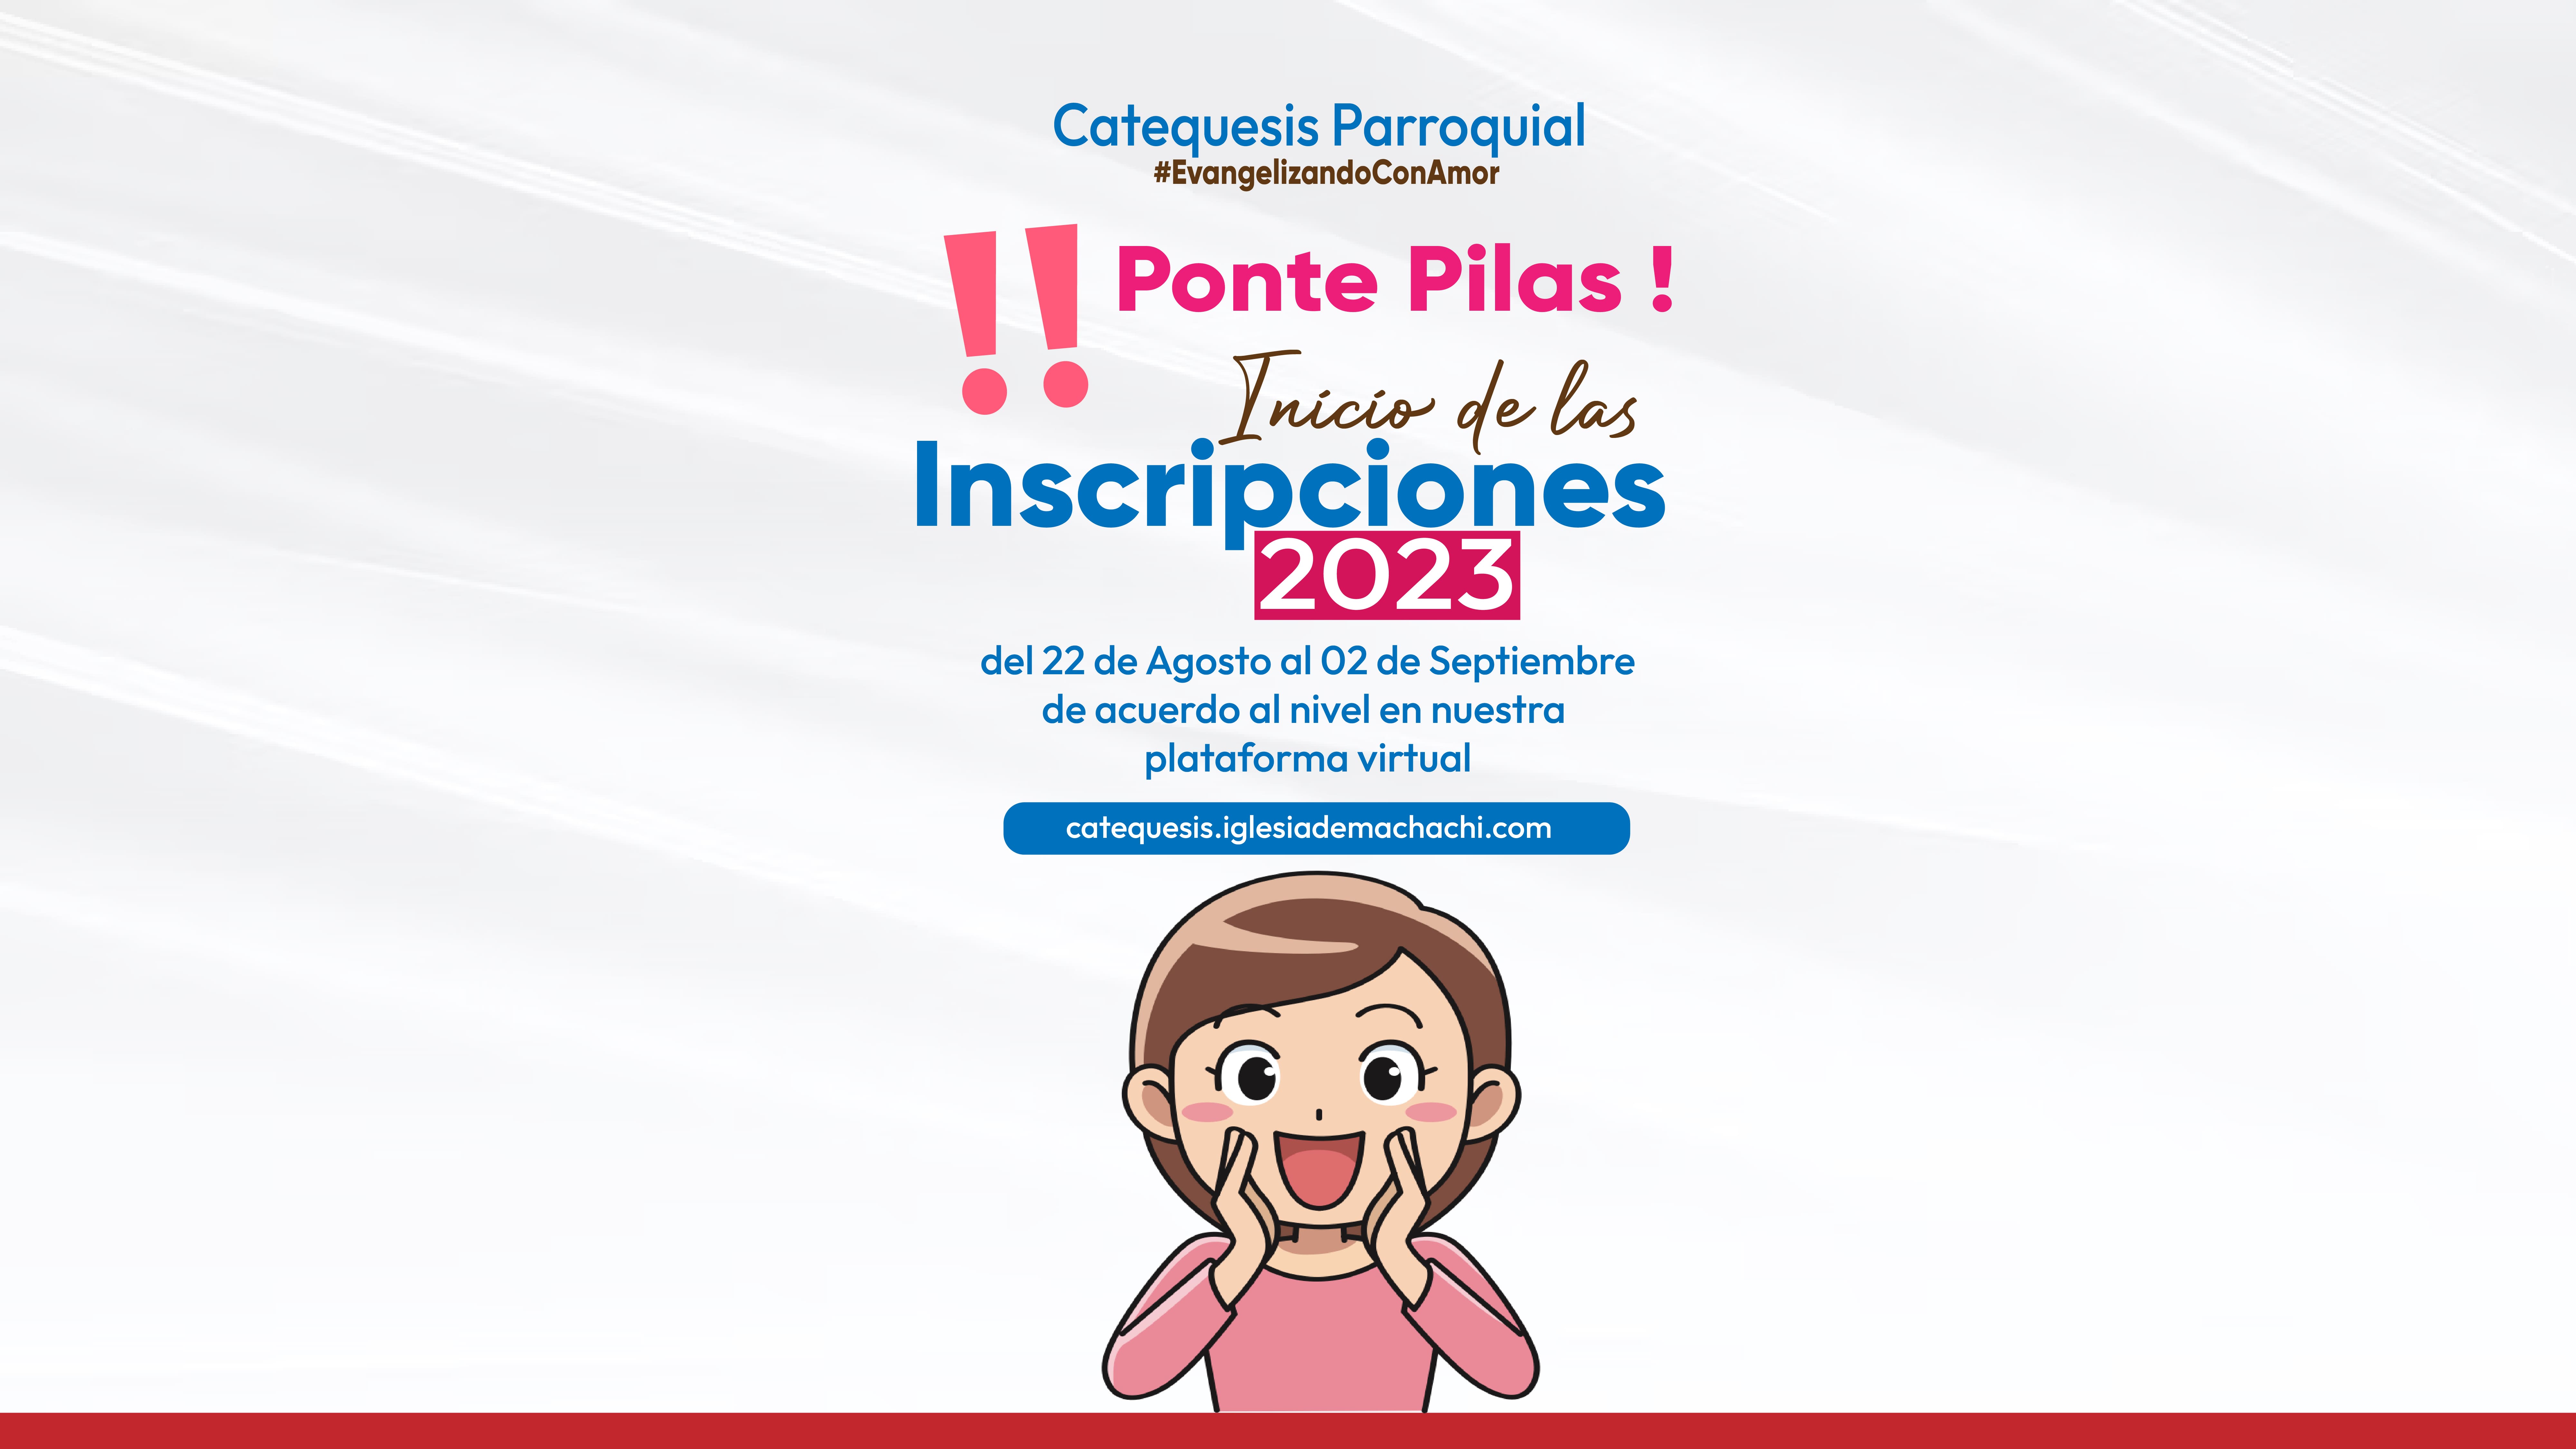 Catequesis Parroquial
#EvangelizandoConAmor
!! Ponte Pilas !
Inicio de las
Inscripciones
2023
del 22 de Agosto al 02 de Septiembre
de acuerdo al nivel en nuestra
plataforma virtual
catequesis.iglesiademachachi.com